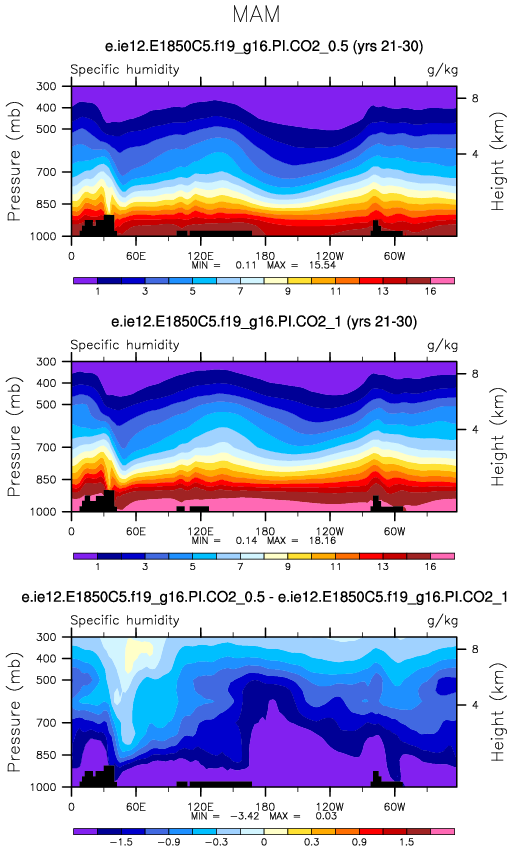 MAM
e.ie12.E1850C5.f19_g16.PI.CO2_0.5 (yrs 21-30)
Specific humidity g/kg
300
400
500
700
850
1000
Pressure (mb)
8
4
Height (km)
0 60E 120E 180 120W 60W
MIN = 0.11 MAX = 15.54
1 3 5 7 9 11 13 16
e.ie12.E1850C5.f19_g16.PI.CO2_1 (yrs 21-30)
Specific humidity g/kg
300
400
500
700
850
1000
Pressure (mb)
8
4
Height (km)
0 60E 120E 180 120W 60W
MIN = 0.14 MAX = 18.16
1 3 5 7 9 11 13 16
e.ie12.E1850C5.f19_g16.PI.CO2_0.5 - e.ie12.E1850C5.f19_g16.PI.CO2_1
Specific humidity g/kg
300
400
500
700
850
1000
Pressure (mb)
8
4
Height (km)
0 60E 120E 180 120W 60W
MIN = -3.42 MAX = 0.03
-1.5 -0.9 -0.3 0 0.3 0.9 1.5